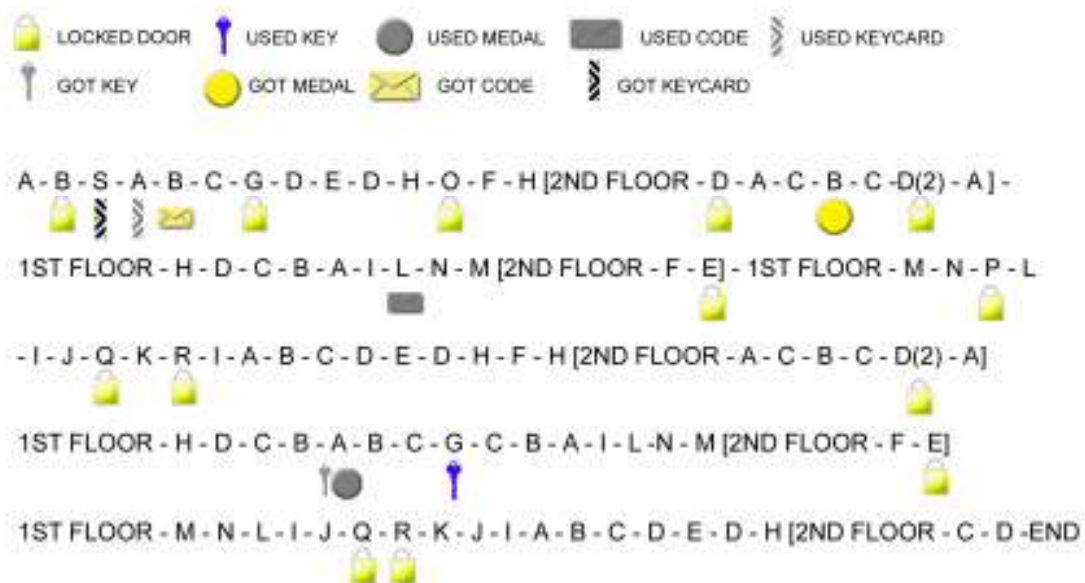 LOCKED DOOR USED KEY USED MEDAL USED CODE USED KEYCARD
GOT KEY GOT MEDAL GOT CODE GOT KEYCARD
A - B - S - A - B - C - G - D - E - D - H - O - F - H [2ND FLOOR - D - A - C - B - C -D(2) - A ] -
1ST FLOOR - H - D - C - B - A - I - L - N - M [2ND FLOOR - F - E] - 1ST FLOOR - M - N - P - L
- I - J - Q - K - R - I - A - B - C - D - E - D - H - F - H [2ND FLOOR - A - C - B - C - D(2) - A]
1ST FLOOR - H - D - C - B - A - B - C - G - C - B - A - I - L -N - M [2ND FLOOR - F - E]
1ST FLOOR - M - N - L - I - J - Q - R - K - J - I - A - B - C - D - E - D - H [2ND FLOOR - C - D -END